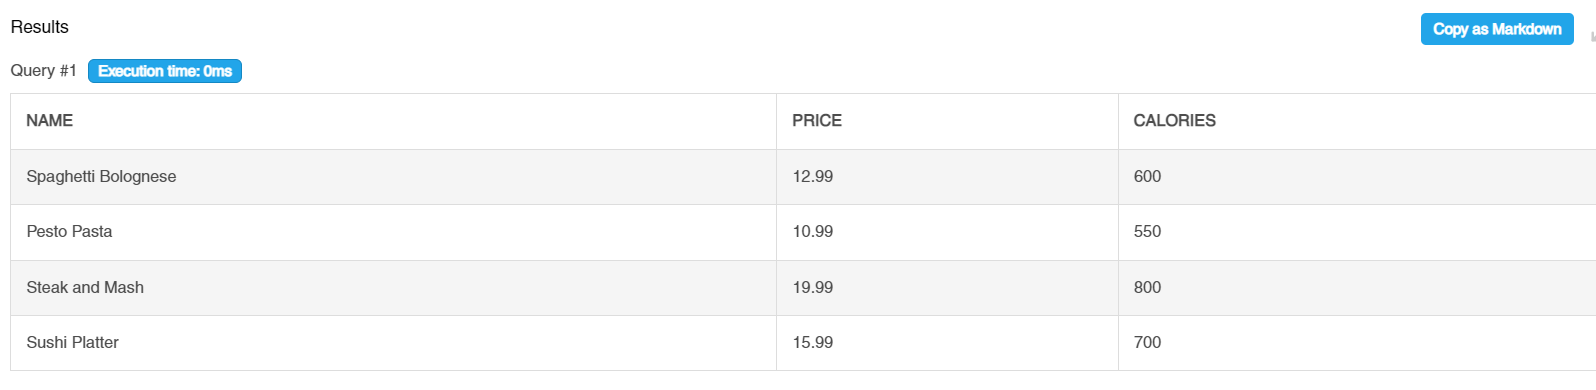 Results
Copy as Markdown
Query #1 Execution time: 0ms
NAME PRICE CALORIES
Spaghetti Bolognese 12.99 600
Pesto Pasta 10.99 550
Steak and Mash 19.99 800
Sushi Platter 15.99 700